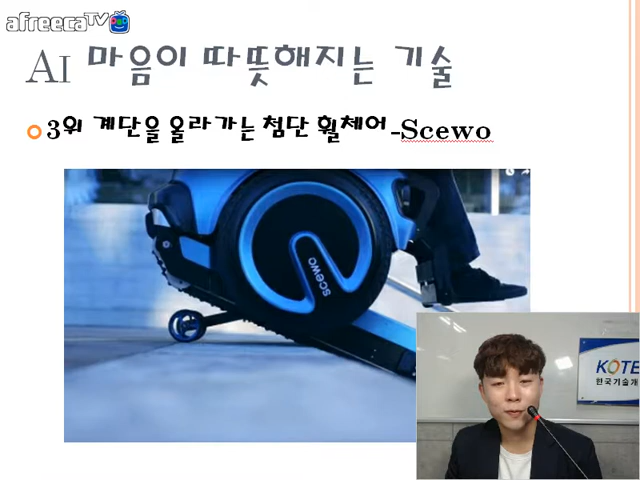 afreecaTV
AI 마음이 따뜻해지는 기술
3위 계단을 올라가는 첨단 휠체어-Scewo
scewo
KOTE
한국기술개